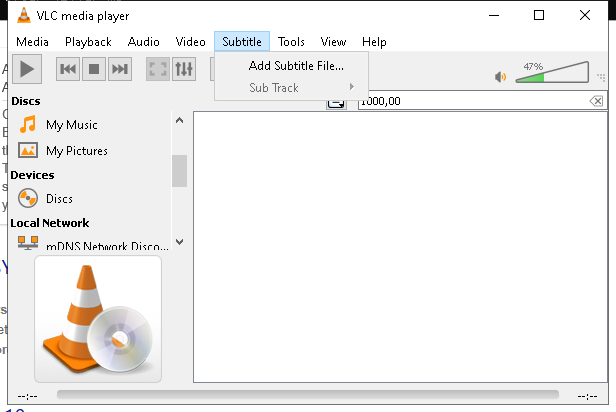 VLC media player
Media Playback Audio Video Subtitle Tools View Help
Add Subtitle File...
Sub Track
47%
Discs
1000,00
My Music
My Pictures
Devices
Discs
Local Network
mDNS Network Disco...
--:-- --:--